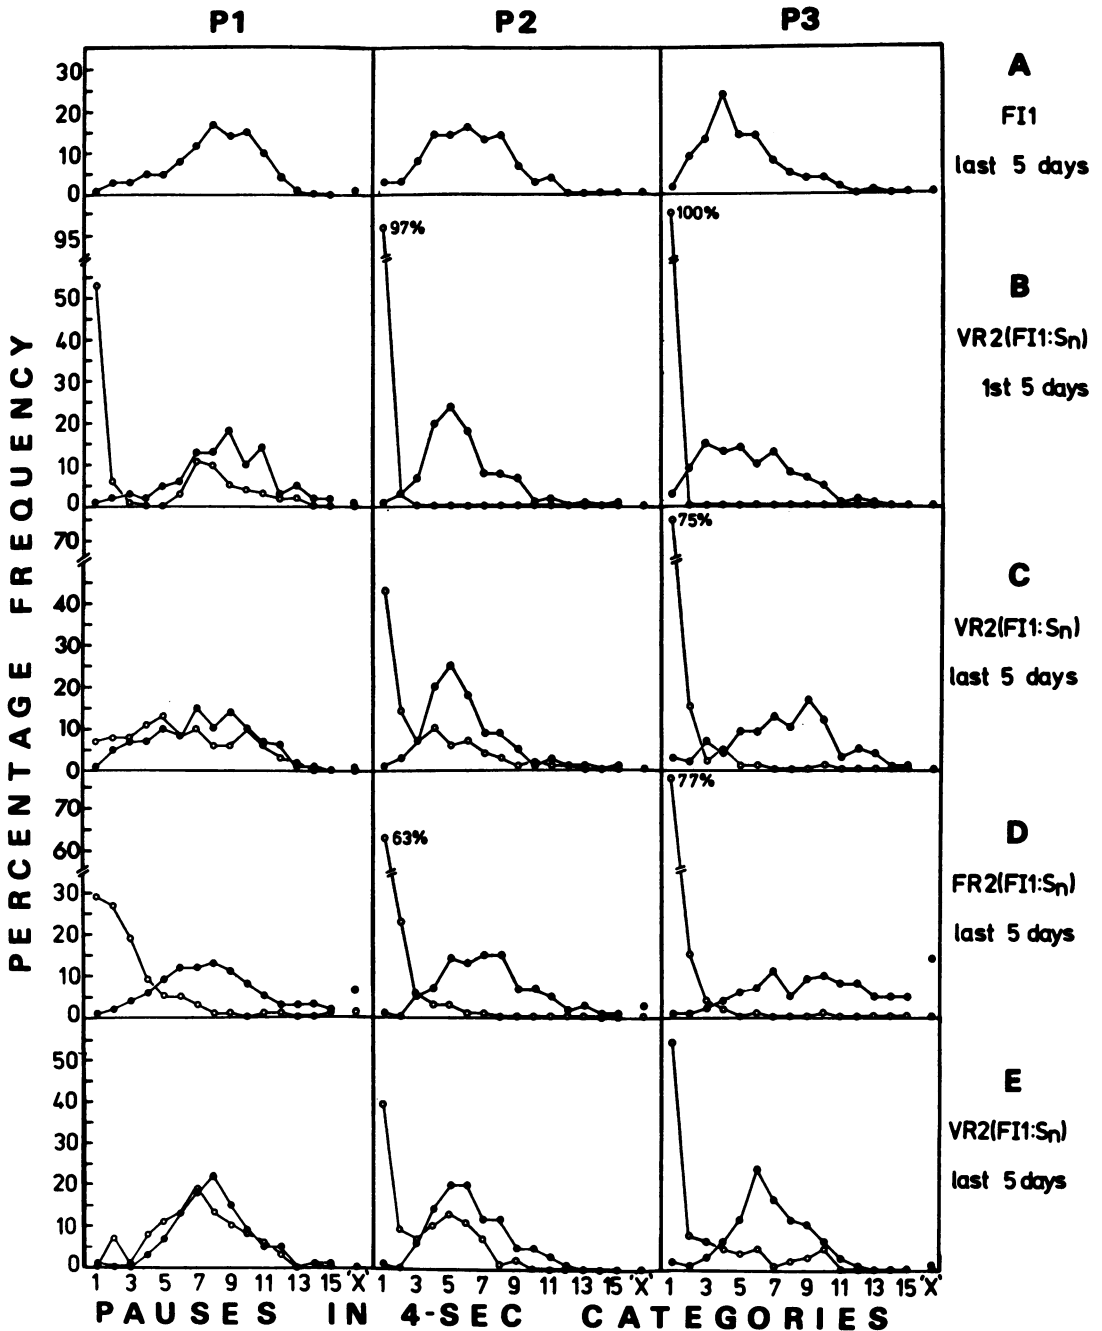 P1 P2 P3
30
20
10
0
A
FI1
last 5 days
95
50
40
30
20
10
0
97%
100%
B
VR2(FI1:Sn)
1st 5 days
70
40
30
20
10
0
75%
C
VR2(FI1:Sn)
last 5 days
70
60
30
20
10
0
63%
77%
D
FR2(FI1:Sn)
last 5 days
50
40
30
20
10
0
E
VR2(FI1:Sn)
last 5 days
1 3 5 7 9 11 13 15 'X' 1 3 5 7 9 11 13 15 'X' 1 3 5 7 9 11 13 15 'X'
PAUSES IN 4-SEC CATEGORIES
PERCENTAGE FREQUENCY